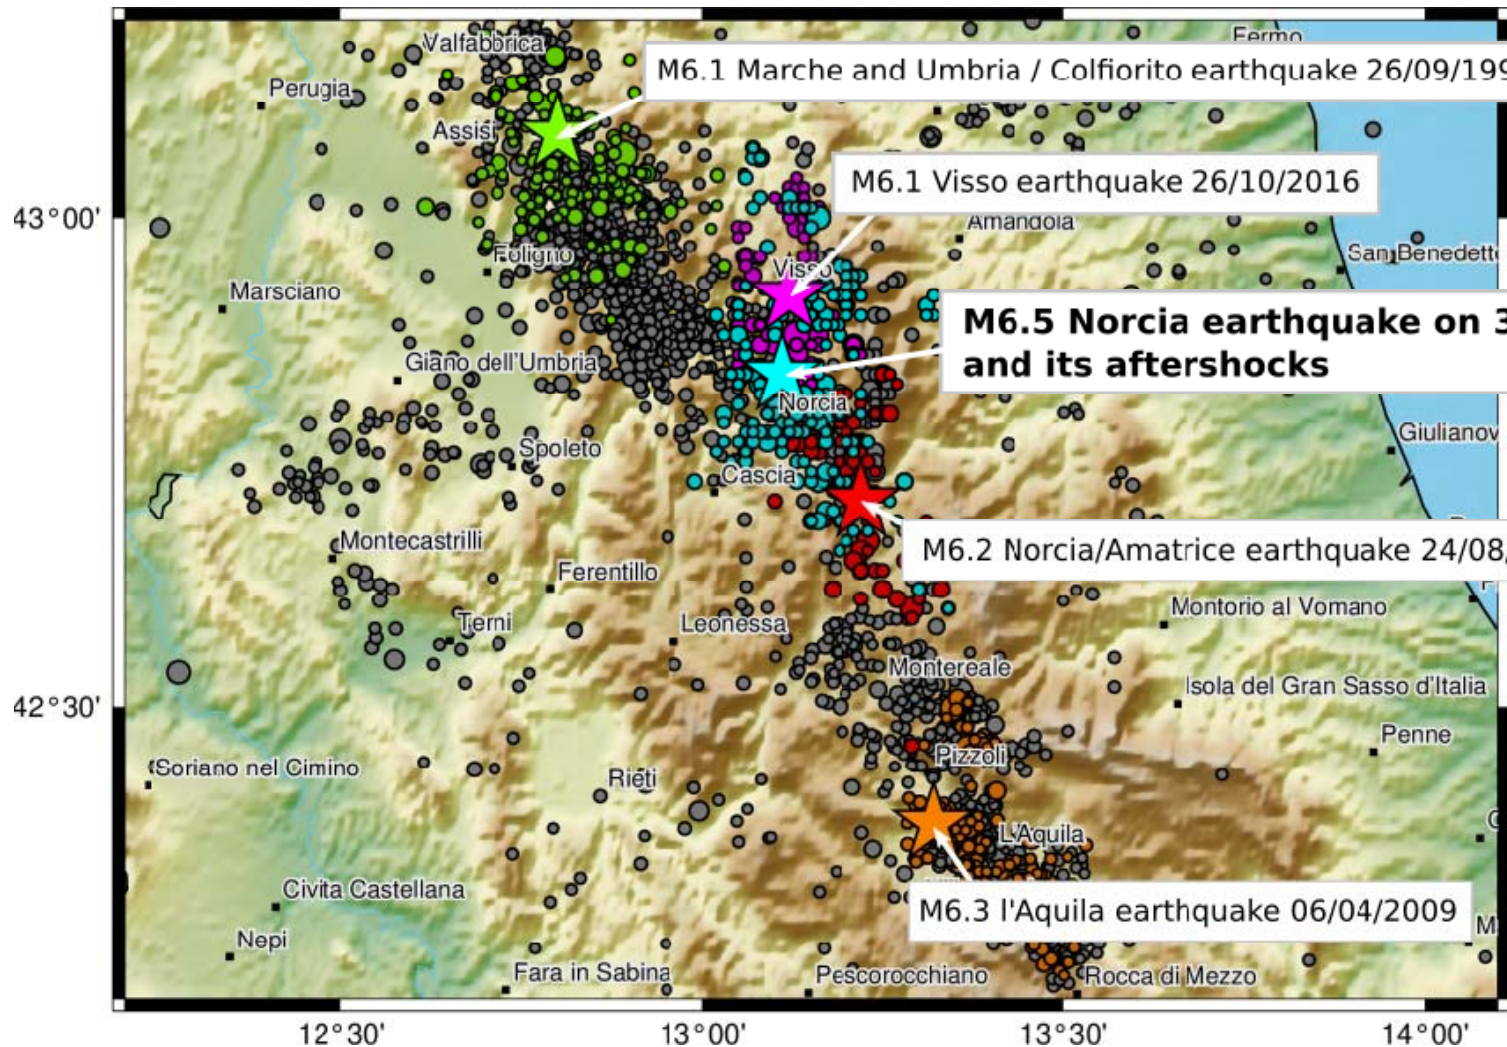 Valfabbrica
Fermo
M6.1 Marche and Umbria / Colfiorito earthquake 26/09/199
Perugia
Assisi
M6.1 Visso earthquake 26/10/2016
43°00'
Amandola
Foligno
San Benedette
Visso
Marsciano
M6.5 Norcia earthquake on 3
and its aftershocks
Giano dell'Umbria
Norcia
Giulianov
Spoleto
Cascia
Montecastrilli
M6.2 Norcia/Amatrice earthquake 24/08/
Ferentillo
Montorio al Vomano
Terni
Leonessa
Montereale
Isola del Gran Sasso d'Italia
42°30'
Penne
Pizzoli
Soriano nel Cimino
Rieti
L'Aquila
Civita Castellana
M6.3 l'Aquila earthquake 06/04/2009
Nepi
M
Fara in Sabina
Pescorocchiano
Rocca di Mezzo
12°30'
13°00'
13°30'
14°00'